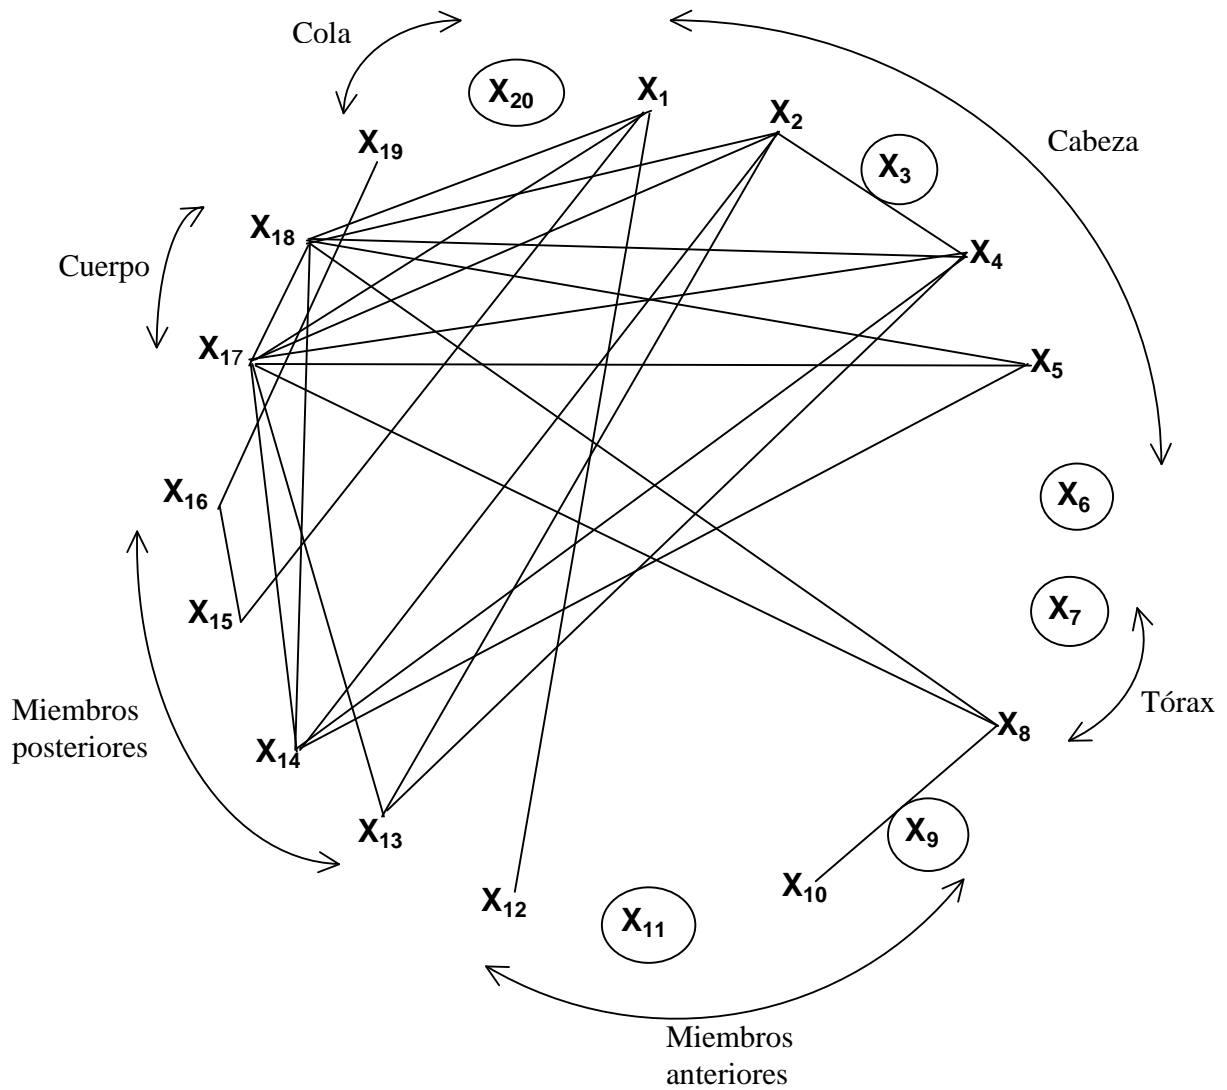 Cola
X20
X1
X2
X19
Cabeza
X3
X18
X4
Cuerpo
X17
X5
X16
X6
X15
X7
Miembros
posteriores
Tórax
X14
X8
X13
X9
X10
X12
X11
Miembros
anteriores